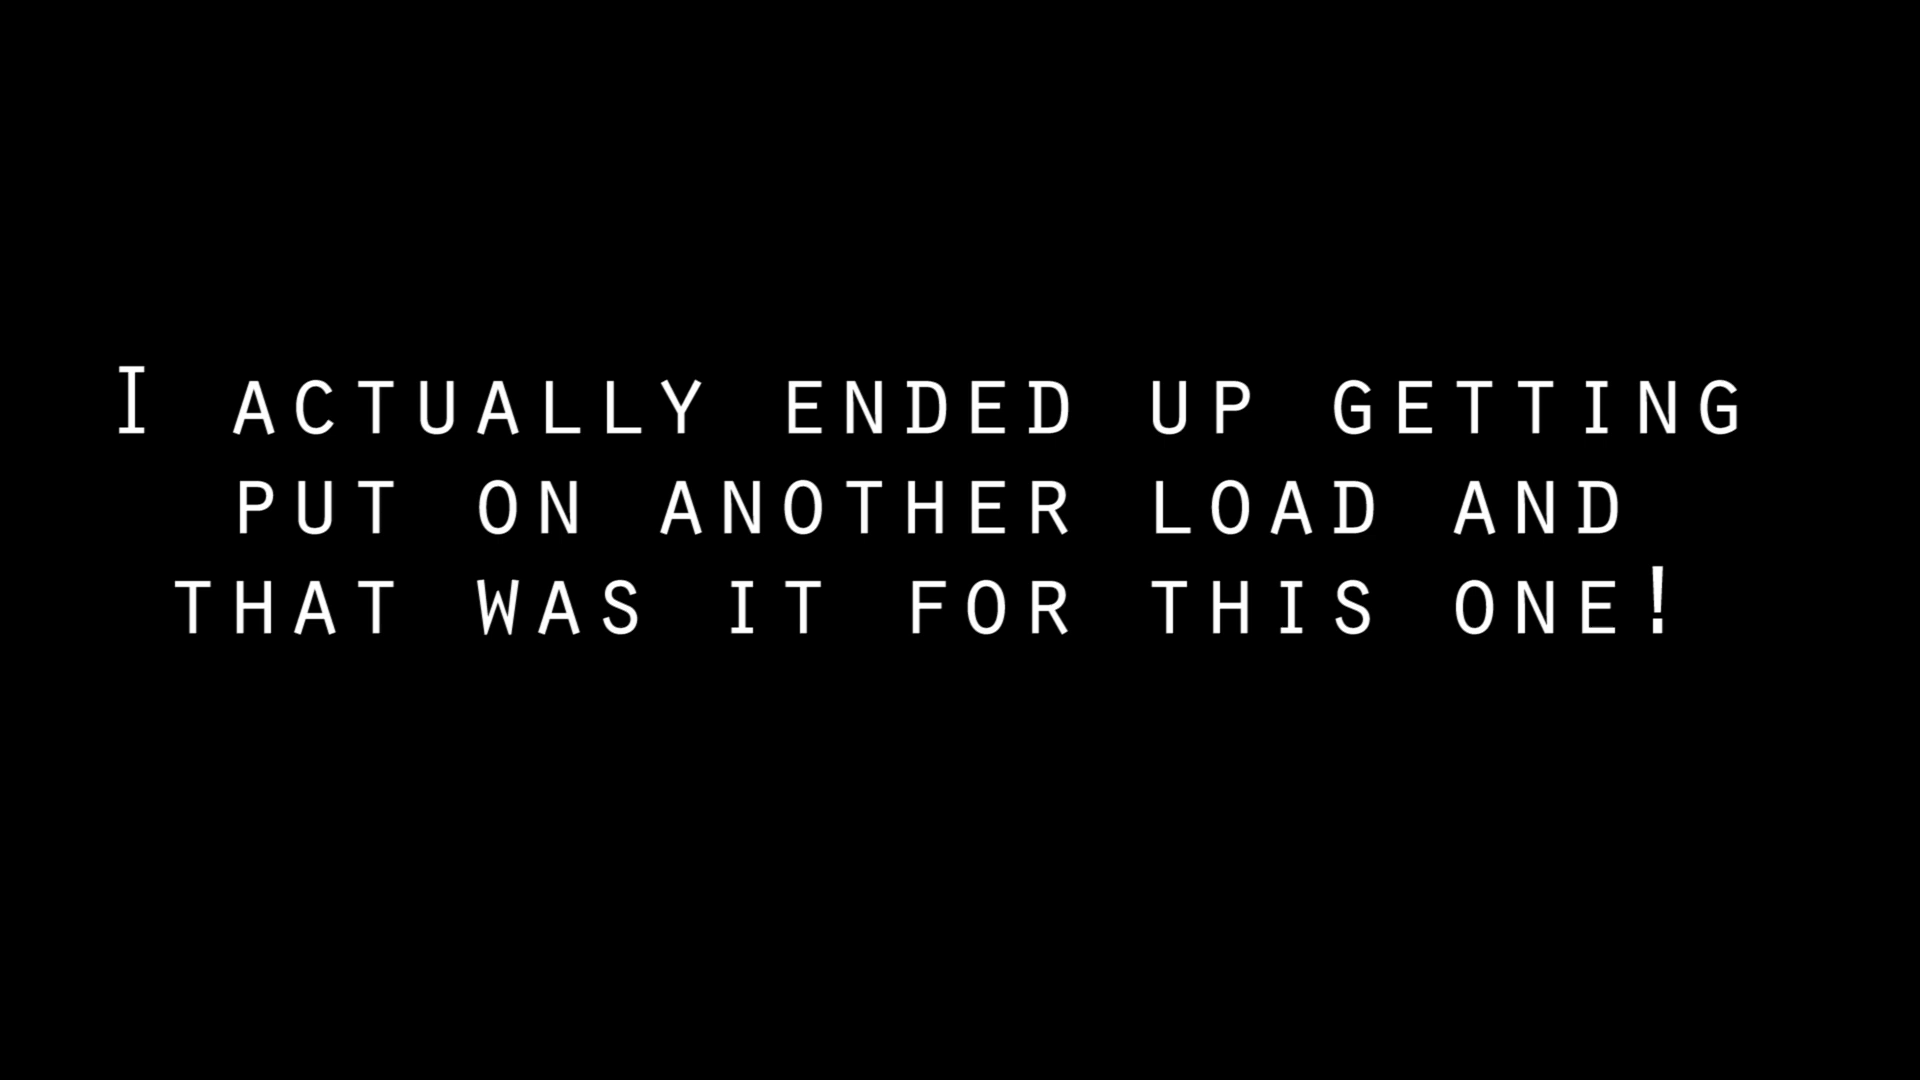 I ACTUALLY ENDED UP GETTING
PUT ON ANOTHER LOAD AND
THAT WAS IT FOR THIS ONE!